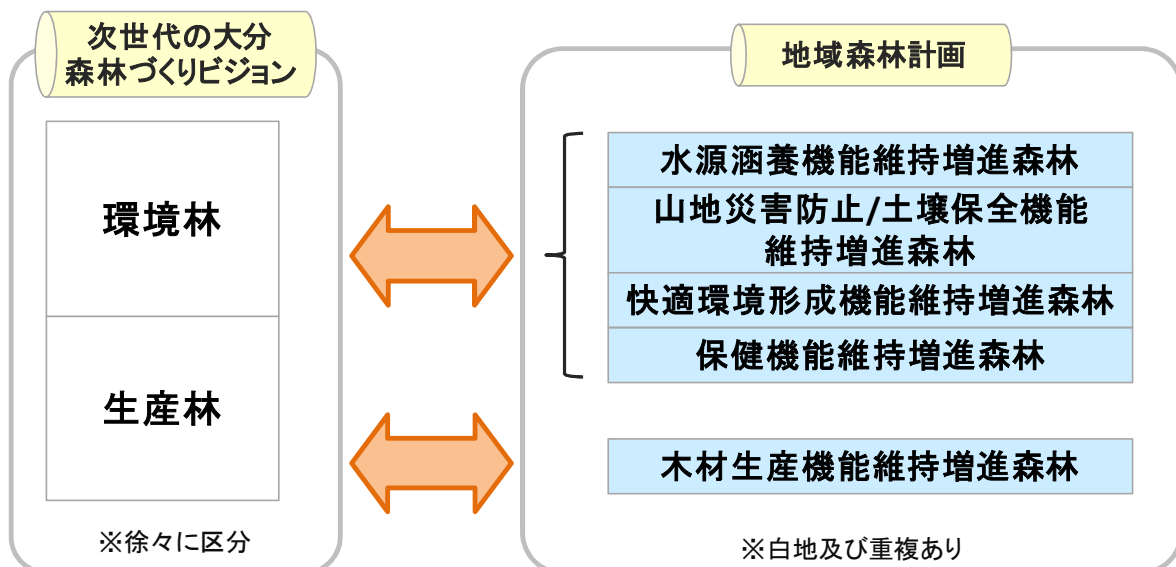 次世代の大分
森林づくりビジョン
環境林
生産林
※徐々に区分
地域森林計画
水源涵養機能維持増進森林
山地災害防止/土壌保全機能
維持増進森林
快適環境形成機能維持増進森林
保健機能維持増進森林
木材生産機能維持増進森林
※白地及び重複あり